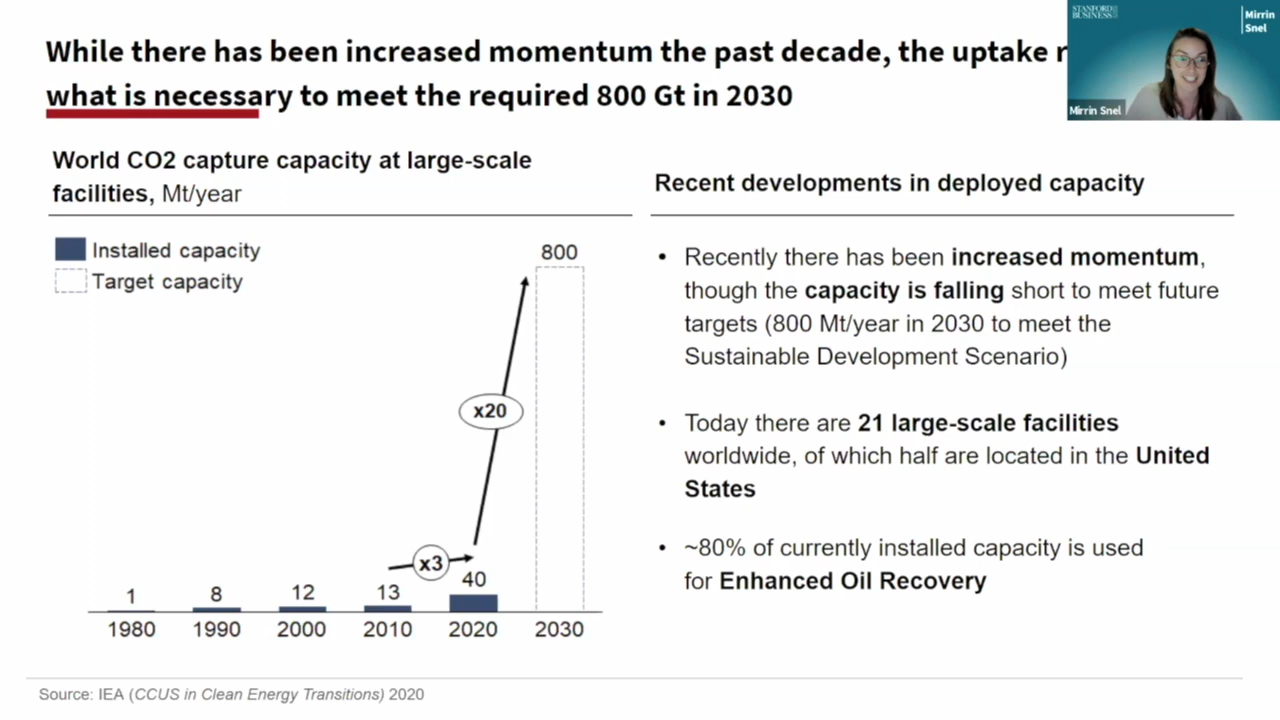 While there has been increased momentum the past decade, the uptake
what is necessary to meet the required 800 Gt in 2030
STANFORD
BUSINESS
Mirrin
Snel
Mirrin Snel
World CO2 capture capacity at large-scale
facilities, Mt/year
Installed capacity
Target capacity
800
x20
x3
1
8
12
13
40
1980
1990
2000
2010
2020
2030
Recent developments in deployed capacity
• Recently there has been increased momentum,
though the capacity is falling short to meet future
targets (800 Mt/year in 2030 to meet the
Sustainable Development Scenario)
• Today there are 21 large-scale facilities
worldwide, of which half are located in the United
States
• ~80% of currently installed capacity is used
for Enhanced Oil Recovery
Source: IEA (CCUS in Clean Energy Transitions) 2020